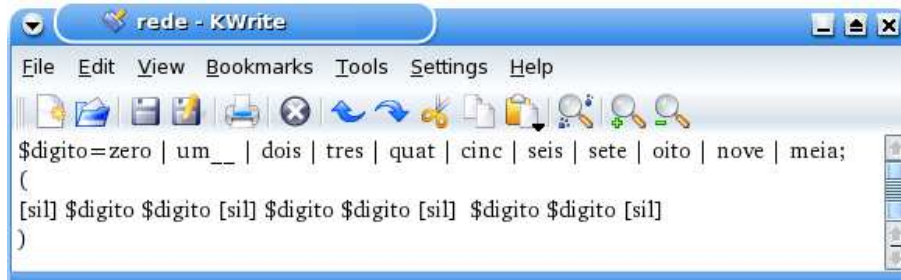 rede - KWrite
File Edit View Bookmarks Tools Settings Help
$digito=zero | um__ | dois | tres | quat | cinc | seis | sete | oito | nove | meia;
(
[sil] $digito $digito [sil] $digito $digito [sil]  $digito $digito [sil]
)